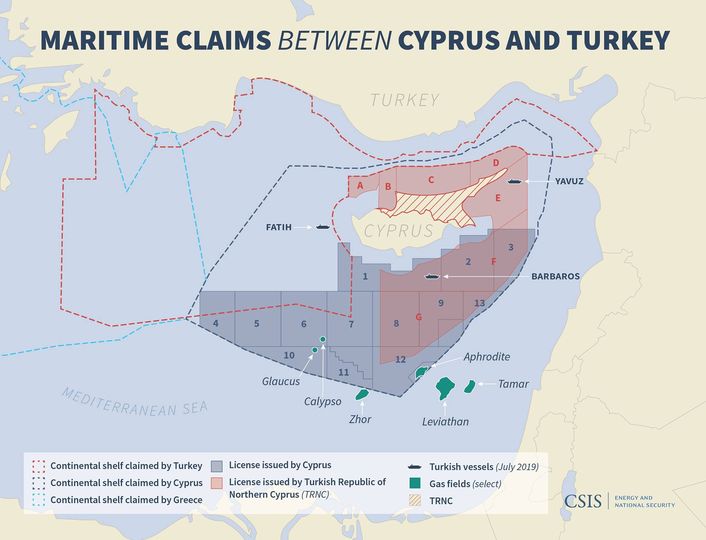 MARITIME CLAIMS BETWEEN CYPRUS AND TURKEY
TURKEY
A
B
C
D
E
YAVUZ
FATIH
CYPRUS
1
2
3
F
BARBAROS
4
5
6
7
8
9
13
G
10
11
12
Aphrodite
Glaucus
Calypso
Zhor
Leviathan
Tamar
MEDITERRANEAN SEA
Continental shelf claimed by Turkey
Continental shelf claimed by Cyprus
Continental shelf claimed by Greece
License issued by Cyprus
License issued by Turkish Republic of
Northern Cyprus (TRNC)
Turkish vessels (July 2019)
Gas fields (select)
TRNC
CSIS
ENERGY AND
NATIONAL SECURITY